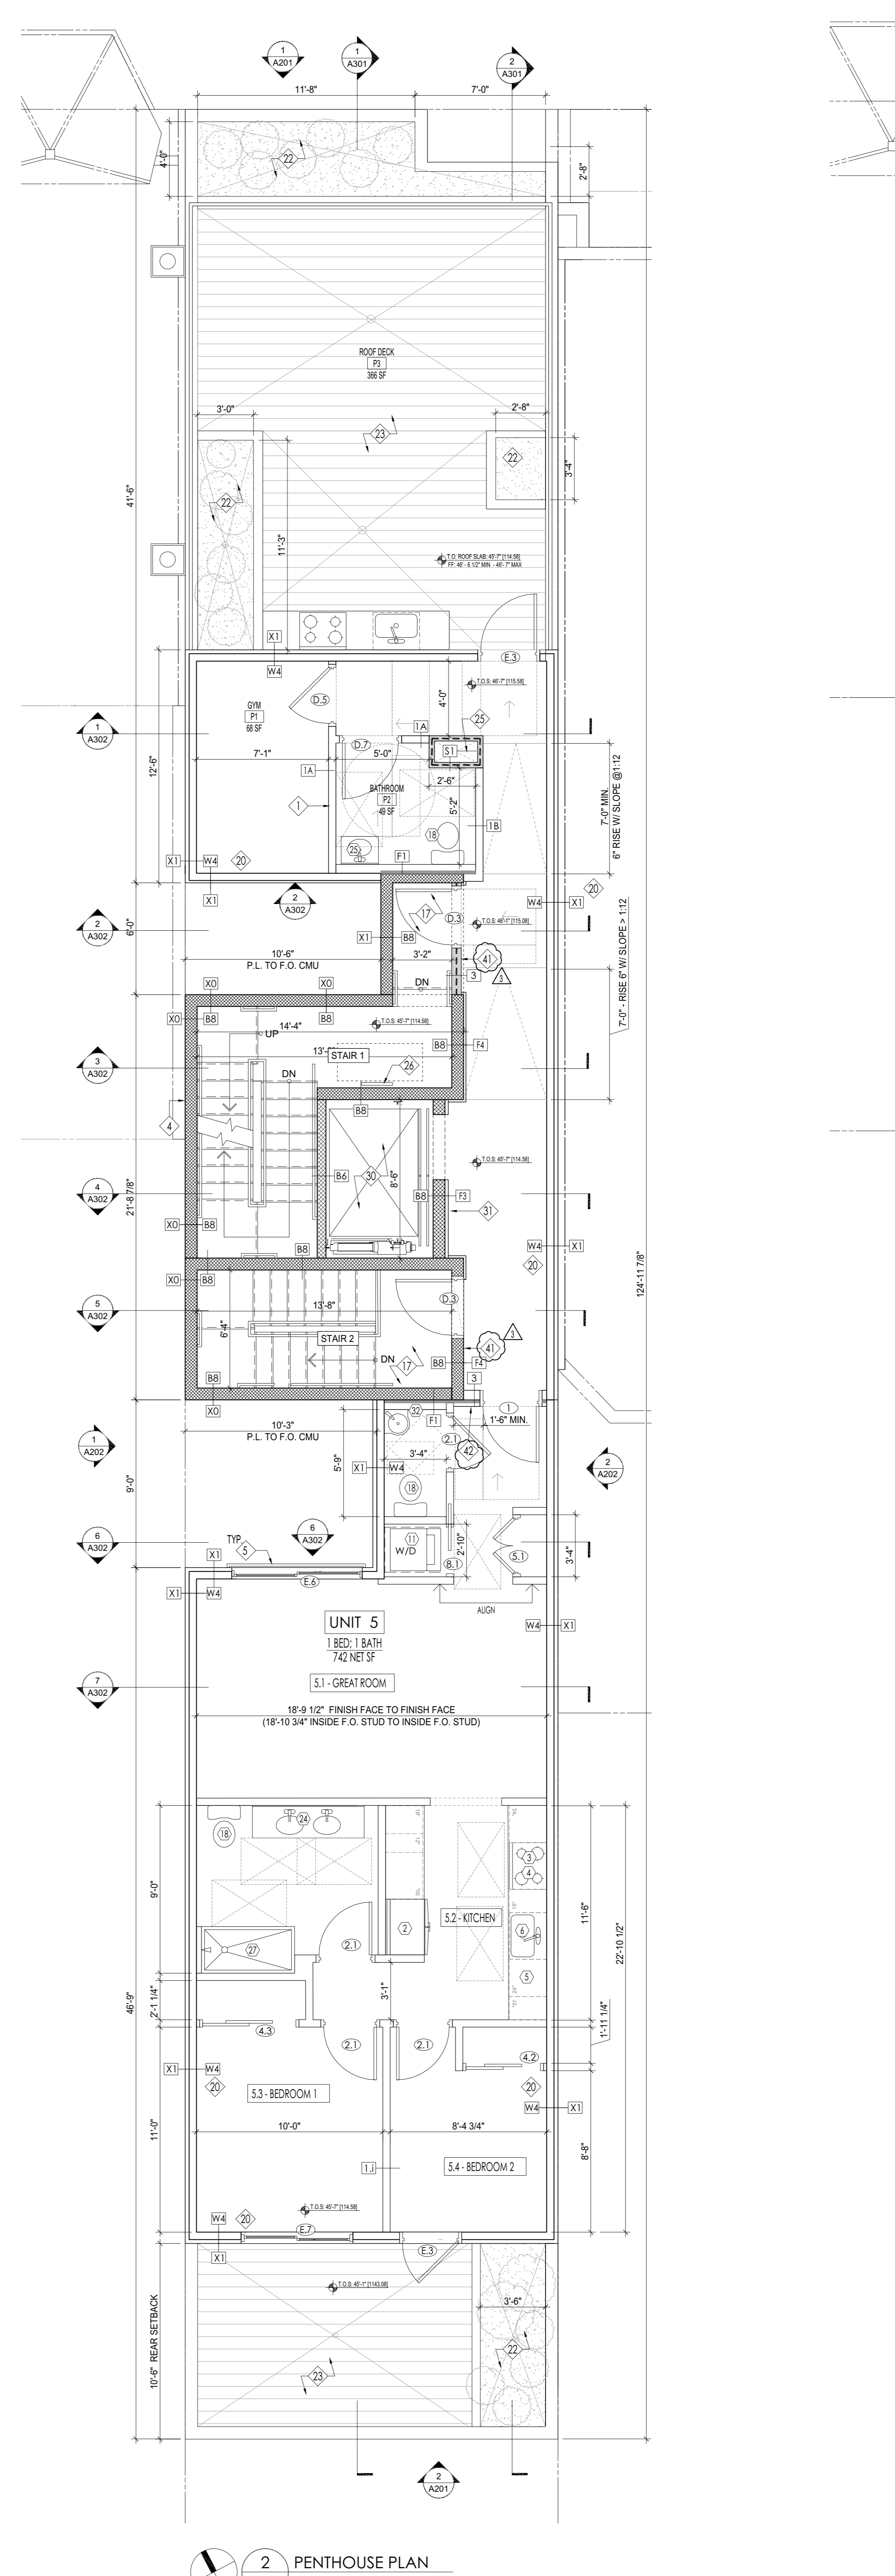 1
A201
1
A301
2
A301
11'-8"
7'-0"
4'-0"
22
2'-8"
ROOF DECK
P3
366 SF
3'-0"
2'-8"
23
22
3'-4"
22
41'-6"
11'-3"
T.O. ROOF SLAB: 45'-7" [114.58]
FF: 46' - 6 1/2" MIN - 46'- 7" MAX
X1
W4
E.3
GYM
P1
68 SF
D.5
4'-0"
T.O.S: 46'-7" [115.58]
25
1A
1
A302
D.7
S1
7'-1"
5'-0"
1A
2'-6"
12'-6"
BATHROOM
P2
49 SF
5'-2"
7'-0" MIN.
6" RISE W/ SLOPE @1:12
1
18
1B
25
X1
W4
20
F1
20
X1
2
A302
17
D.3
W4
X1
T.O.S: 46'-1" [115.08]
2
A302
6'-0"
X1
B8
10'-6"
P.L. TO F.O. CMU
3'-2"
41
3
3
DN
7'-0" - RISE 6" W/ SLOPE > 1:12
X0
X0
X0
B8
B8
T.O.S: 45'-7" [114.58]
14'-4"
UP
B8
F4
STAIR 1
3
A302
DN
26
B8
4
T.O.S: 45'-7" [114.58]
21'-8 7/8"
4
A302
B6
30
8'-6"
B8
F3
31
X0
B8
B8
W4
X1
20
X0
B8
124'-11 7/8"
5
A302
13'-8"
D.3
6'-4"
STAIR 2
3
41
DN
17
B8
F4
B8
X0
F1
3
1
1'-6" MIN.
32
10'-3"
P.L. TO F.O. CMU
2.1
1
A202
5'-9"
3'-4"
42
2
A202
9'-0"
X1
W4
18
6
A302
TYP.
5
6
A302
11
W/D
2'-10"
8.1
5.1
3'-4"
X1
W4
E.6
X1
W4
ALIGN
UNIT 5
1 BED; 1 BATH
742 NET SF
W4
X1
5.1 - GREAT ROOM
7
A302
18'-9 1/2" FINISH FACE TO FINISH FACE
(18'-10 3/4" INSIDE F.O. STUD TO INSIDE F.O. STUD)
24
18
3
4
9'-0"
5.2 - KITCHEN
2
6
11'-6"
27
2.1
5
22'-10 1/2"
46'-9"
2'-1 1/4"
3'-1"
1'-11 1/4"
4.3
2.1
2.1
4.2
X1
W4
20
5.3 - BEDROOM 1
20
W4
X1
11'-0"
10'-0"
8'-4 3/4"
8'-8"
1.i
5.4 - BEDROOM 2
T.O.S: 45'-7" [114.58]
W4
20
E.7
X1
E.3
T.O.S: 45'-1" [1143.08]
3'-6"
10'-6" REAR SETBACK
23
22
2
A201
2
PENTHOUSE PLAN